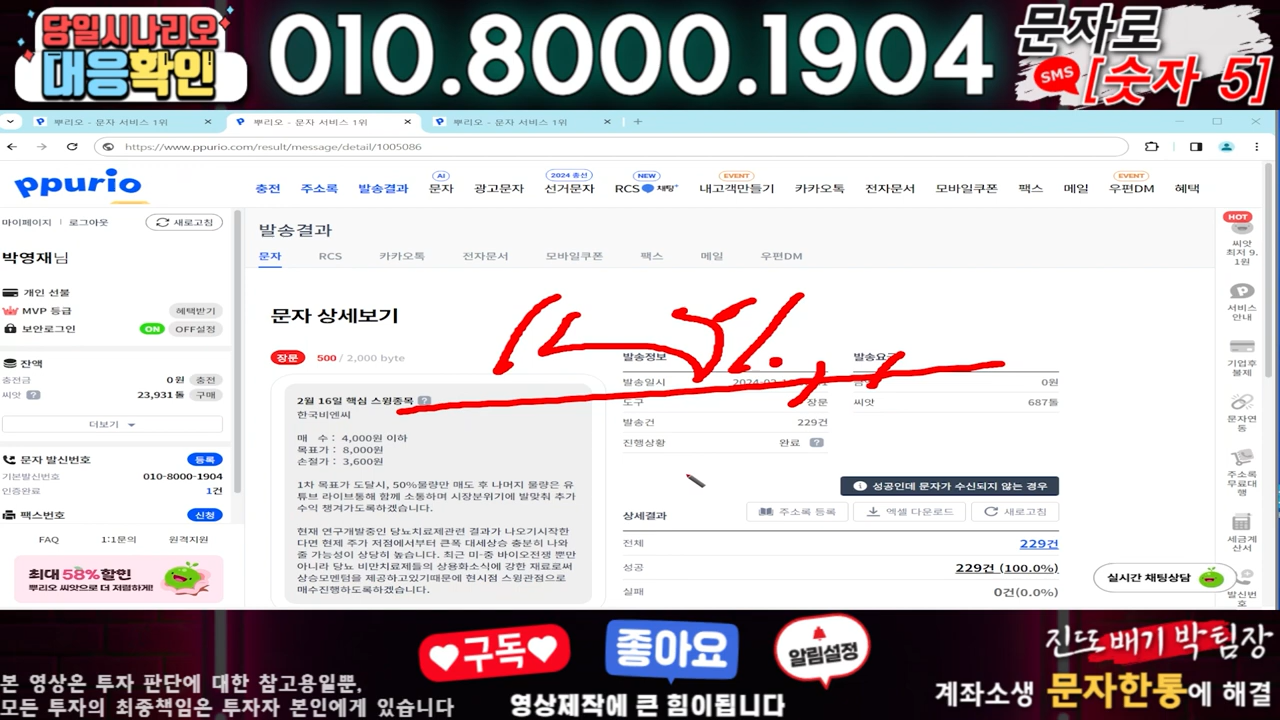 당일시나리오
대응확인
010.8000.1904
문자로
SMS [숫자 5]
뿌리오 - 문자 서비스 1위
뿌리오 - 문자 서비스 1위
뿌리오 - 문자 서비스 1위
https://www.ppurio.com/result/message/detail/1005086
ppurio
충전
주소록
발송결과
AI
문자
광고문자
2024 총선
선거문자
NEW
RCS 채팅+
EVENT
내고객만들기
카카오톡
전자문서
모바일쿠폰
팩스
메일
EVENT
우편DM
혜택
마이페이지 | 로그아웃
새로고침
박영재님
개인 선불
MVP 등급 혜택받기
보안로그인 ON OFF설정
잔액
충전금 0원 충전
씨앗 ? 23,931톨 구매
더보기
문자 발신번호 등록
기본발신번호 010-8000-1904
인증완료 1건
팩스번호 신청
FAQ 1:1문의 원격지원
최대 58%할인
뿌리오 씨앗으로 더 저렴하게!
발송결과
문자 RCS 카카오톡 전자문서 모바일쿠폰 팩스 메일 우편DM
문자 상세보기
장문 500 / 2,000 byte
2월 16일 핵심 스윙종목 ?
한국비엔씨
매 수 : 4,000원 이하
목표가 : 8,000원
손절가 : 3,600원
1차 목표가 도달시, 50%물량만 매도 후 나머지 물량은 유
튜브 라이브통해 함께 소통하며 시장분위기에 발맞춰 추가
수익 챙겨가도록하겠습니다.
현재 연구개발중인 당뇨치료제관련 결과가 나오기시작한
다면 현제 주가 저점에서부터 큰폭 대세상승 충분히 나와
줄 가능성이 상당히 높습니다. 최근 미-중 바이오전쟁 뿐만
아니라 당뇨 비만치료제들의 상용화소식에 강한 재료로써
상승모멘텀을 제공하고있기때문에 현시점 스윙관점으로
매수진행하도록하겠습니다.
발송정보
발송일시
도구 장문
발송건 229건
진행상황 완료 ?
0원
씨앗 687톨
성공인데 문자가 수신되지 않는 경우
상세결과
주소록 등록
엑셀 다운로드
새로고침
전체 229건
성공 229건 (100.0%)
실패 0건(0.0%)
HOT
씨앗
최저 9.
1원
서비스
안내
기업후
불제
문자연
동
주소록
무료대
행
세금계
산서
발신번
호
실시간 채팅상담
구독
좋아요
알림설정
영상제작에 큰 힘이됩니다
본 영상은 투자 판단에 대한 참고용일뿐,
모든 투자의 최종책임은 투자자 본인에게 있습니다
진또배기 박팀장
계좌소생 문자한통에 해결